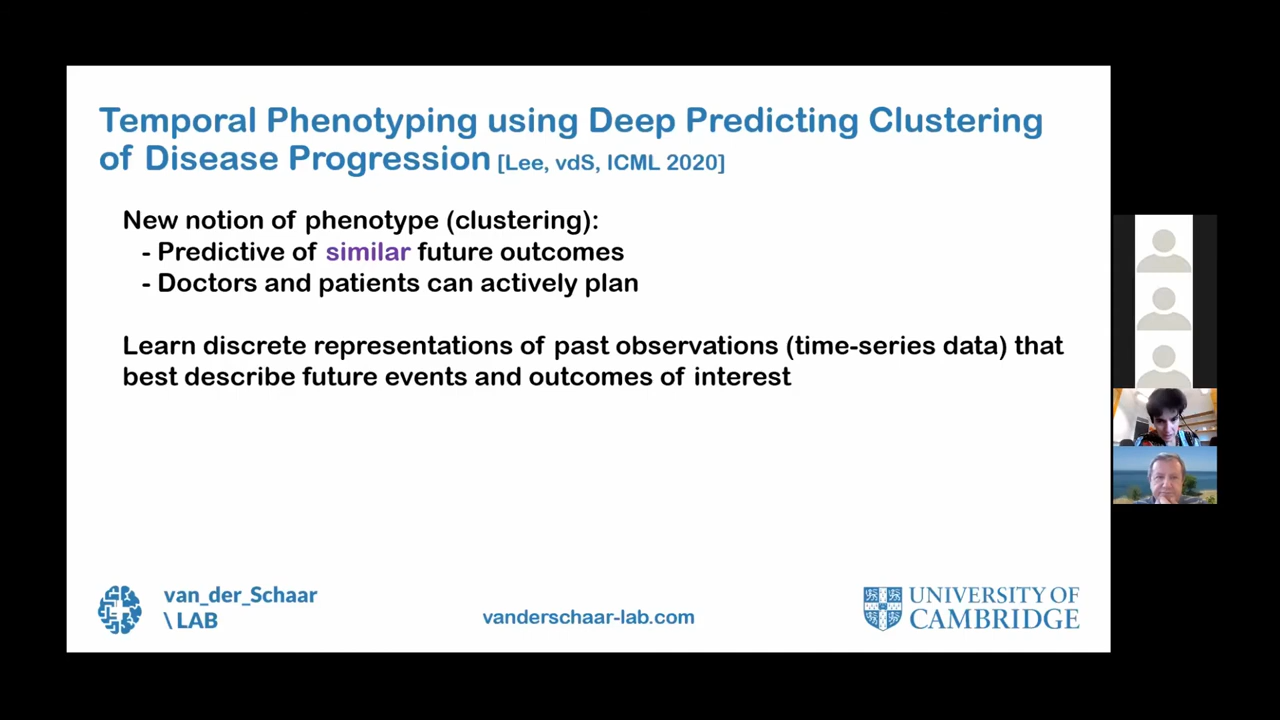 Temporal Phenotyping using Deep Predicting Clustering
of Disease Progression [Lee, vdS, ICML 2020]
New notion of phenotype (clustering):
- Predictive of similar future outcomes
- Doctors and patients can actively plan
Learn discrete representations of past observations (time-series data) that
best describe future events and outcomes of interest
van_der_Schaar
\ LAB
vanderschaar-lab.com
UNIVERSITY OF
CAMBRIDGE